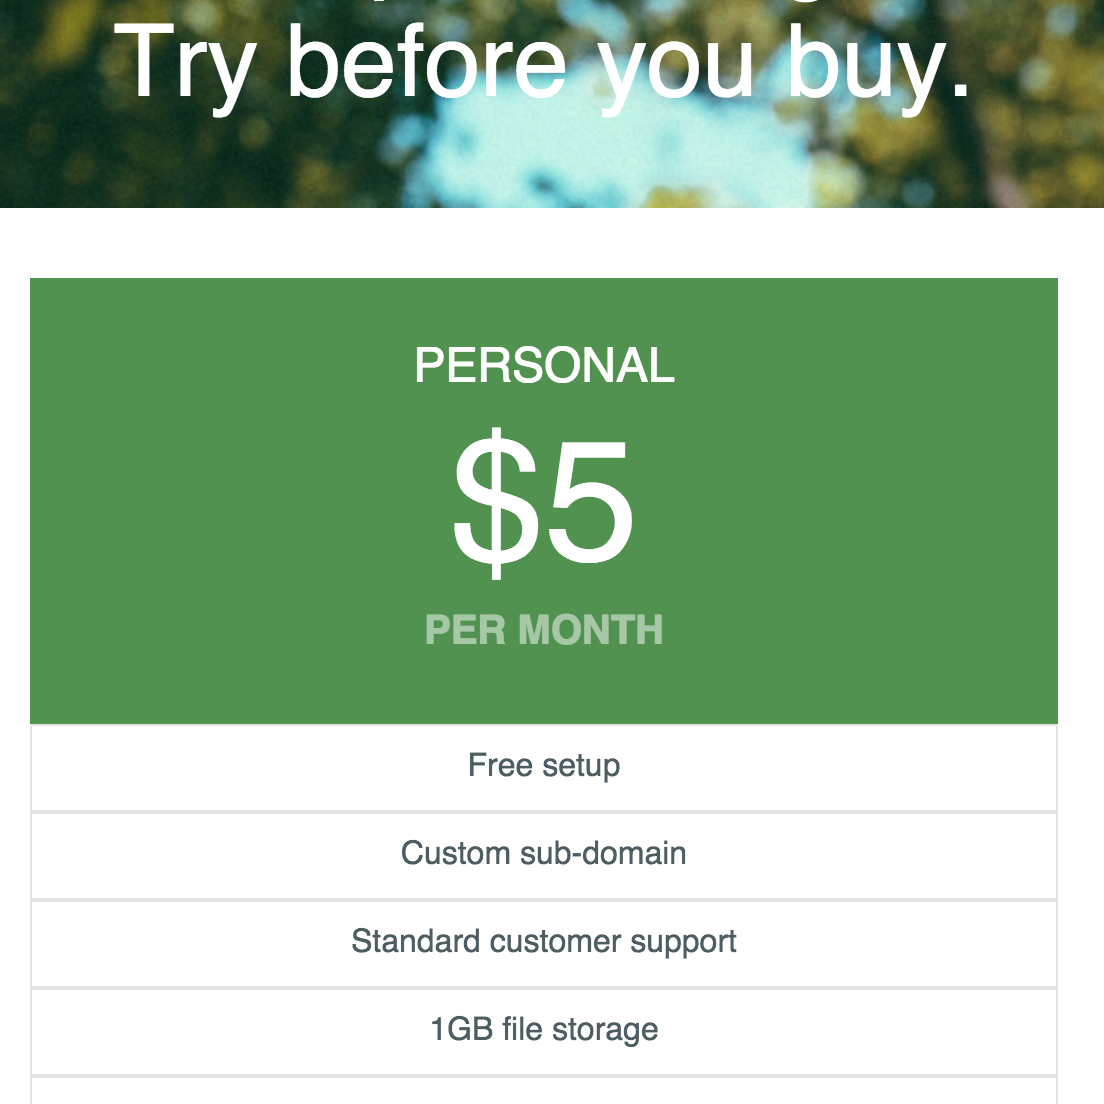 Try before you buy.
PERSONAL
$5
PER MONTH
Free setup
Custom sub-domain
Standard customer support
1GB file storage